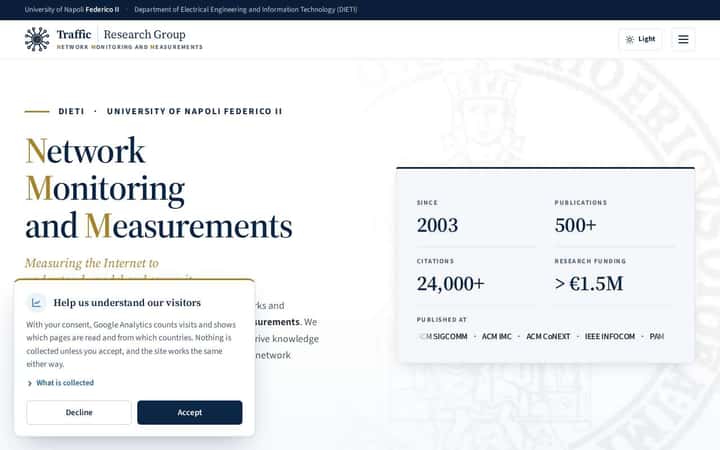 University of Napoli Federico II · Department of Electrical Engineering and Information Technology (DIETI)
Traffic Research Group
NETWORK MONITORING AND MEASUREMENTS
Light
DIETI · UNIVERSITY OF NAPOLI FEDERICO II
Network
Monitoring
and Measurements
Measuring the Internet to
SINCE
2003
PUBLICATIONS
500+
CITATIONS
24,000+
RESEARCH FUNDING
> €1.5M
PUBLISHED AT
ACM SIGCOMM · ACM IMC · ACM CoNEXT · IEEE INFOCOM · PAM
and
We
knowledge
network
Help us understand our visitors
With your consent, Google Analytics counts visits and shows
which pages are read and from which countries. Nothing is
collected unless you accept, and the site works the same
either way.
What is collected
Decline
Accept